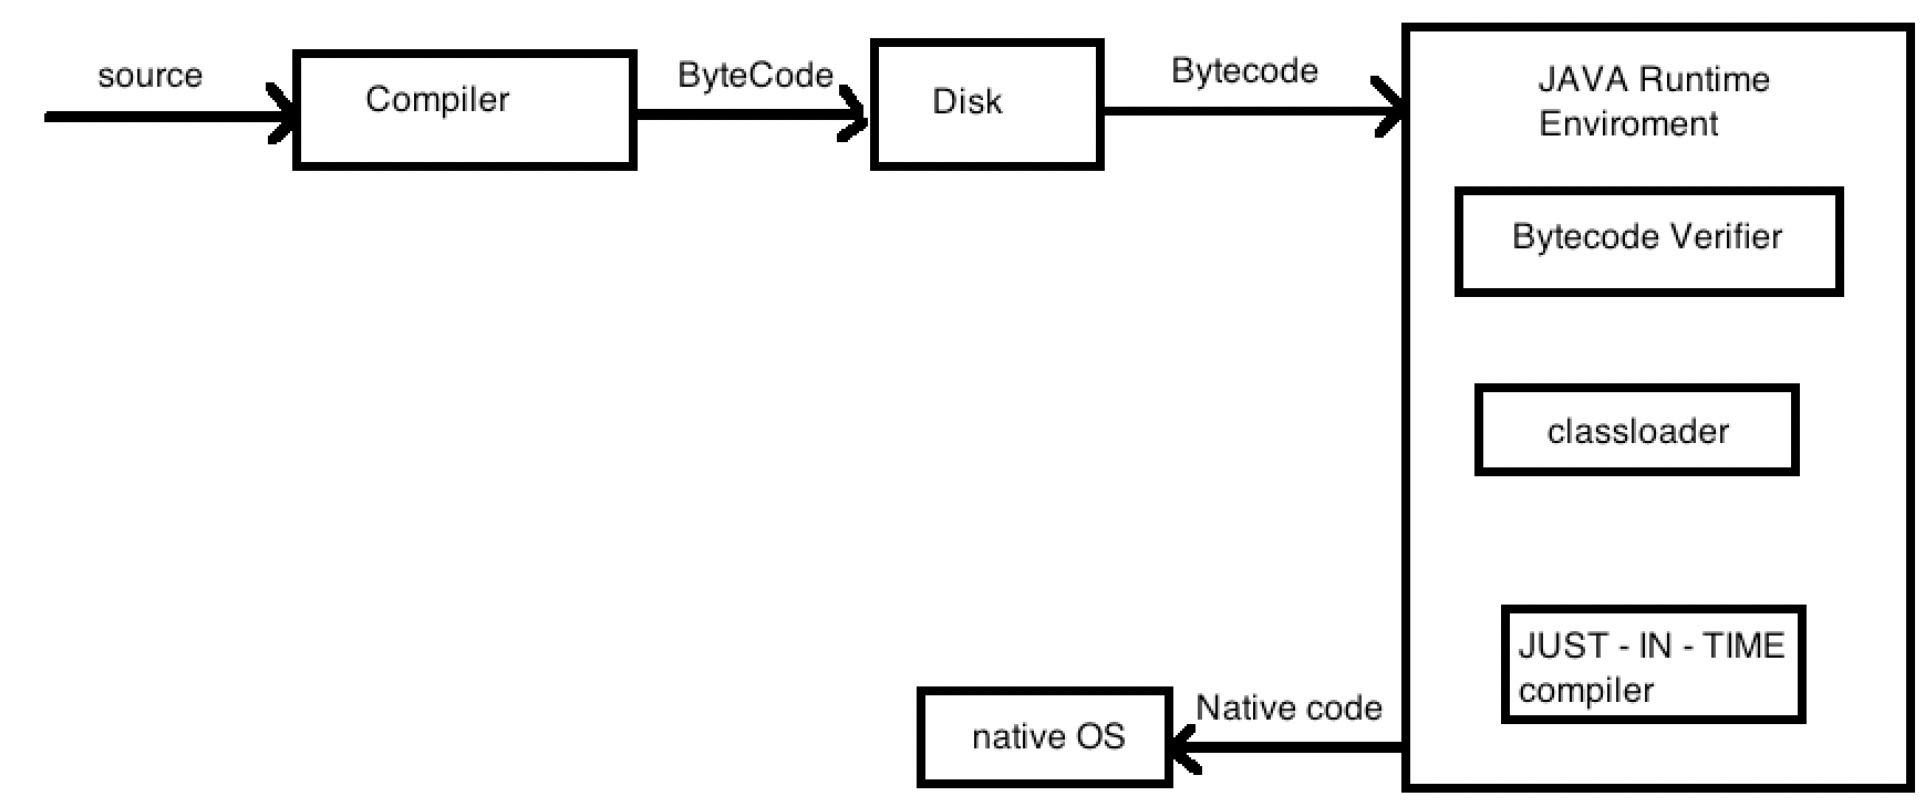 source
Compiler
ByteCode
Disk
Bytecode
JAVA Runtime
Enviroment
Bytecode Verifier
classloader
JUST - IN - TIME
compiler
Native code
native OS